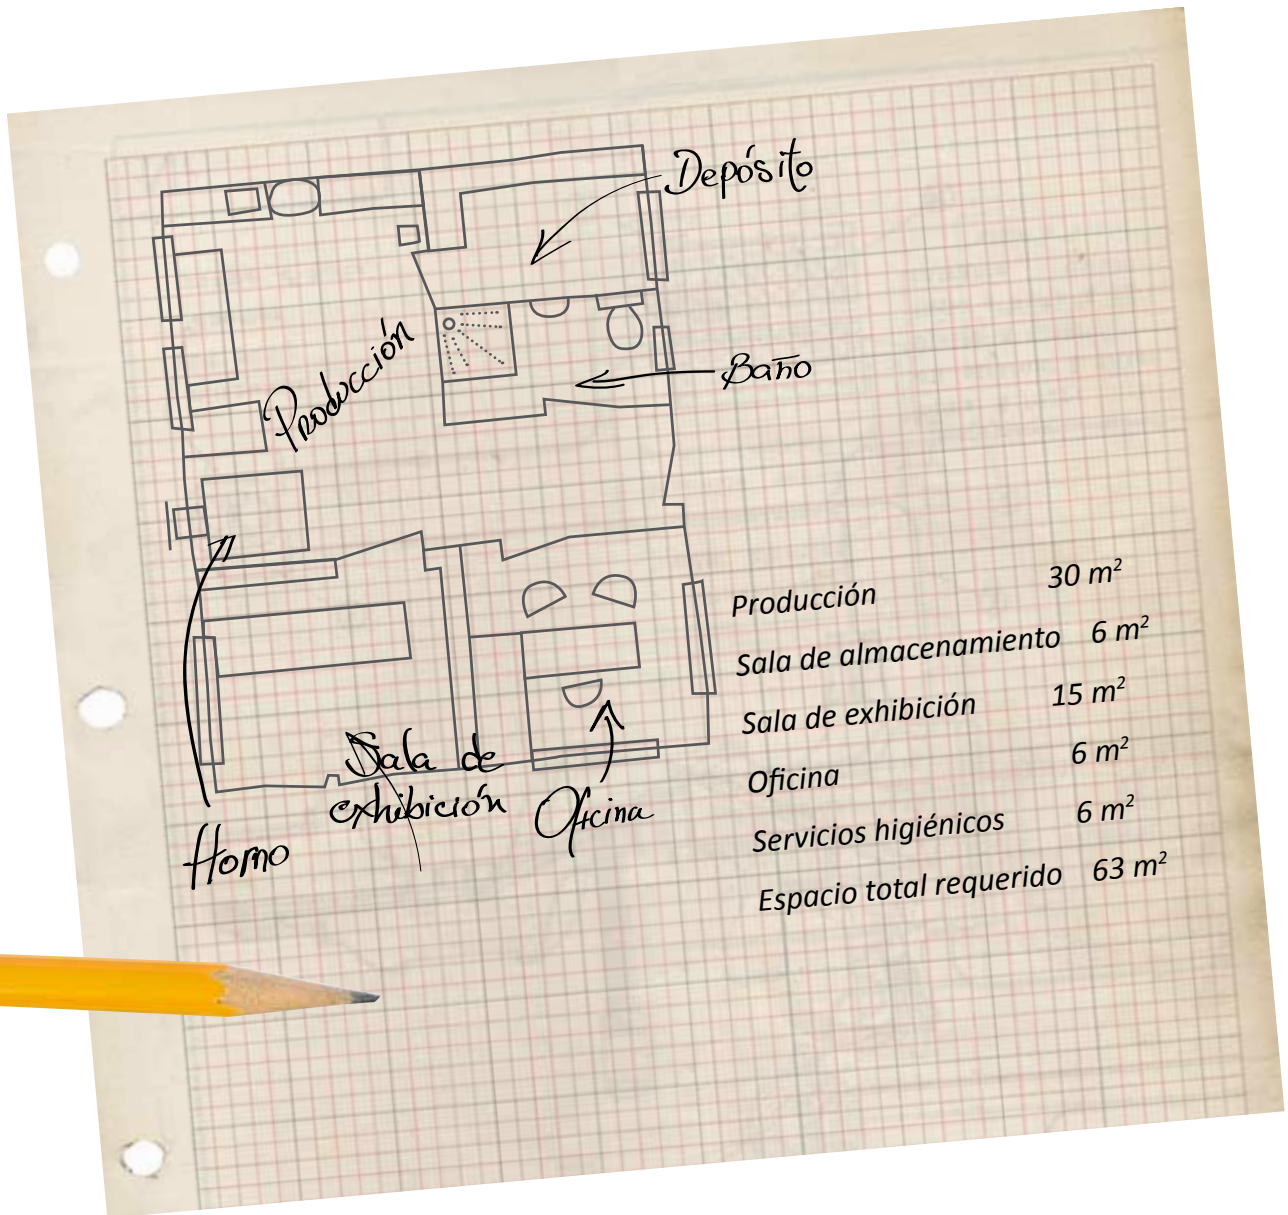 Depósito
Producción
Baño
Sala de
exhibición
Oficina
Horno
Producción 30 m²
Sala de almacenamiento 6 m²
Sala de exhibición 15 m²
Oficina 6 m²
Servicios higiénicos 6 m²
Espacio total requerido 63 m²